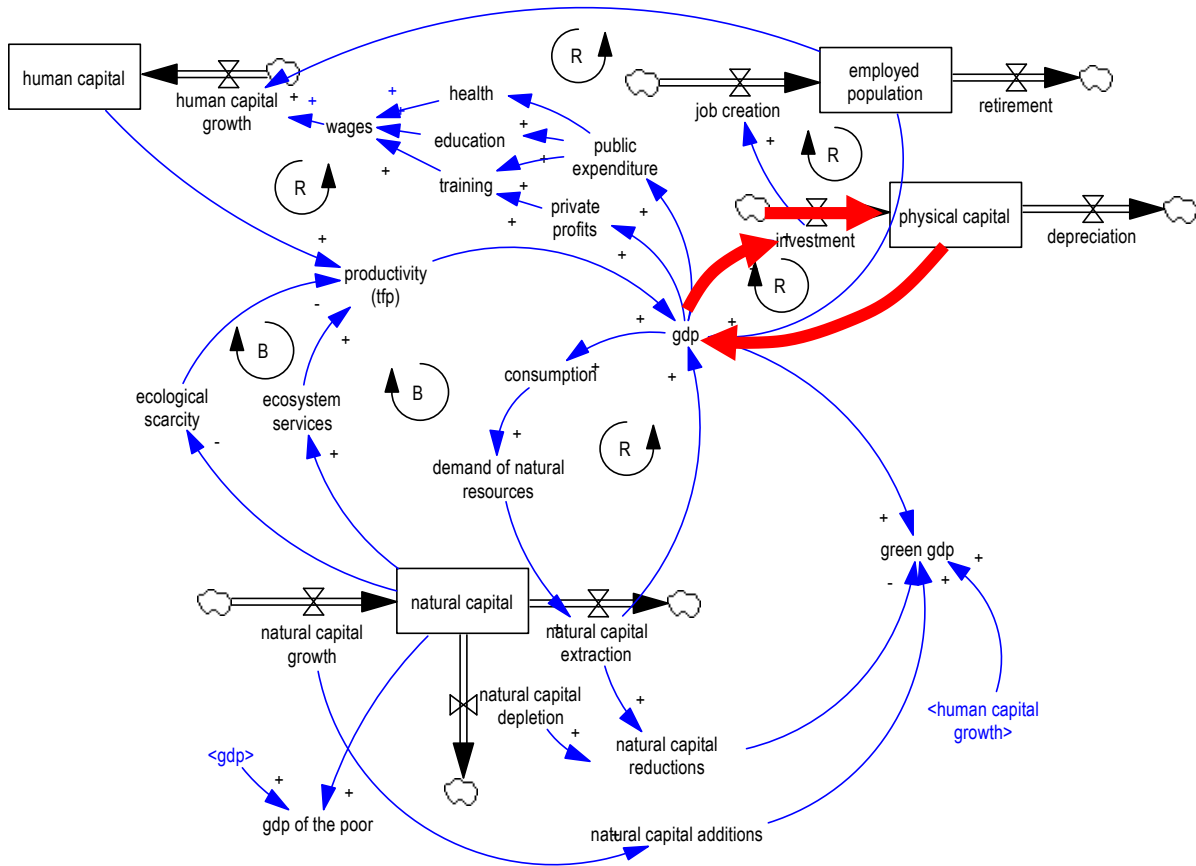 human capital
human capital
growth
wages
health
education
training
public
expenditure
private
profits
R
job creation
employed
population
retirement
R
R
investment
physical capital
depreciation
R
productivity
(tfp)
gdp
B
B
consumption
ecological
scarcity
ecosystem
services
demand of natural
resources
R
green gdp
natural capital
natural capital
growth
natural capital
extraction
natural capital
depletion
natural capital
reductions
<human capital
growth>
<gdp>
gdp of the poor
natural capital additions